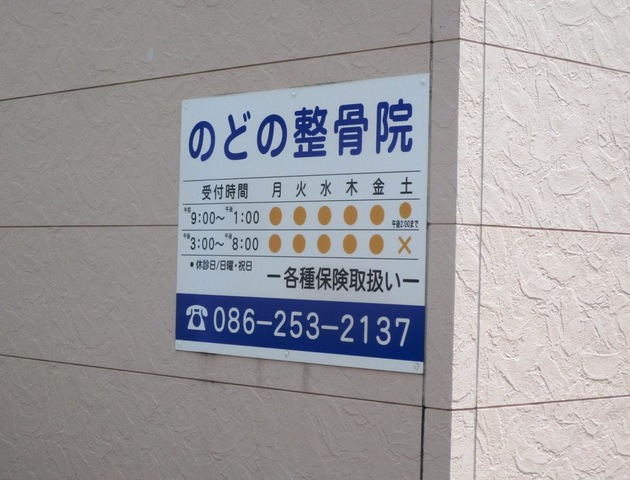 のどの整骨院
受付時間 月 火 水 木 金 土
午前9:00〜午後1:00 ● ● ● ● ● ●
午後2:00まで
午後3:00〜午後8:00 ● ● ● ● ● ×
●休診日/日曜・祝日
ー各種保険取扱いー
☎086-253-2137